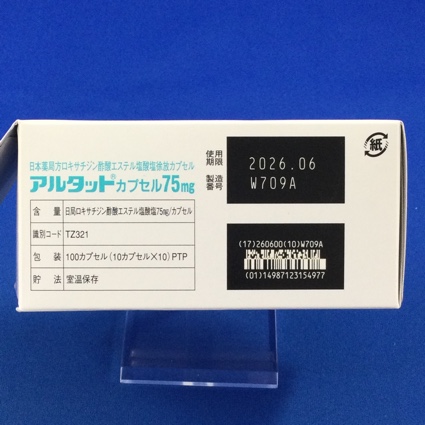 日本薬局方ロキサチジン酢酸エステル塩酸塩徐放カプセル
アルタット®カプセル75mg
含 量 日局ロキサチジン酢酸エステル塩酸塩75mg/カプセル
識別コード TZ321
包 装 100カプセル(10カプセル×10)PTP
貯 法 室温保存
使用期限 2026.06
製造番号 W709A
(17)260600(10)W709A
(01)14987123154977
紙